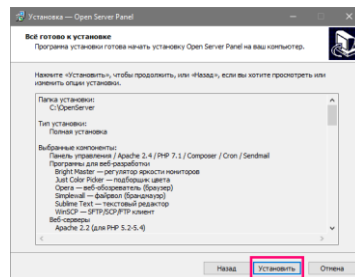 Установка — Open Server Panel
Всё готово к установке
Программа установки готова начать установку Open Server Panel на ваш компьютер.
Нажмите «Установить», чтобы продолжить, или «Назад», если вы хотите просмотреть или
изменить опции установки.
Папка установки:
C:\OpenServer
Тип установки:
Полная установка
Выбранные компоненты:
Панель управления / Apache 2.4 / PHP 7.1 / Composer / Cron / Sendmail
Программы для веб-разработки
Bright Master — регулятор яркости мониторов
Just Color Picker — подборщик цвета
Opera — веб-обозреватель (браузер)
Simplewall — файрвол (брандмауэр)
Sublime Text — текстовый редактор
WinSCP — SFTP/SCP/FTP клиент
Веб-серверы
Apache 2.2 (для PHP 5.2-5.4)
Назад
Установить
Отмена